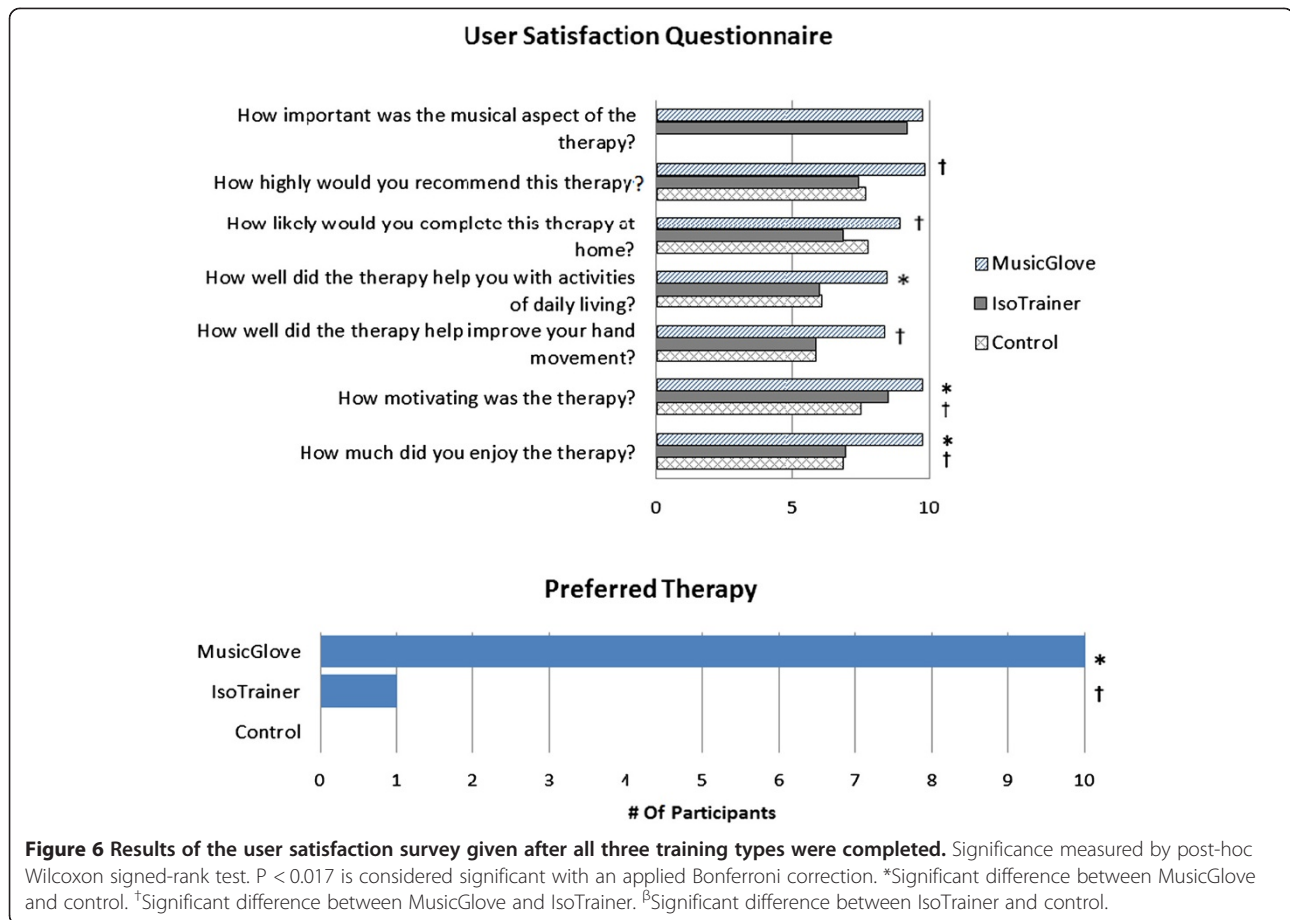 User Satisfaction Questionnaire
How important was the musical aspect of the
therapy?
†
How highly would you recommend this therapy?
How likely would you complete this therapy at
home?
†
How well did the therapy help you with activities
of daily living?
*
How well did the therapy help improve your hand
movement?
†
How motivating was the therapy?
*
†
How much did you enjoy the therapy?
*
†
MusicGlove
IsoTrainer
Control
0 5 10
Preferred Therapy
MusicGlove
*
IsoTrainer
†
Control
0 1 2 3 4 5 6 7 8 9 10
# Of Participants
Figure 6 Results of the user satisfaction survey given after all three training types were completed. Significance measured by post-hoc
Wilcoxon signed-rank test. P < 0.017 is considered significant with an applied Bonferroni correction. *Significant difference between MusicGlove
and control. †Significant difference between MusicGlove and IsoTrainer. βSignificant difference between IsoTrainer and control.